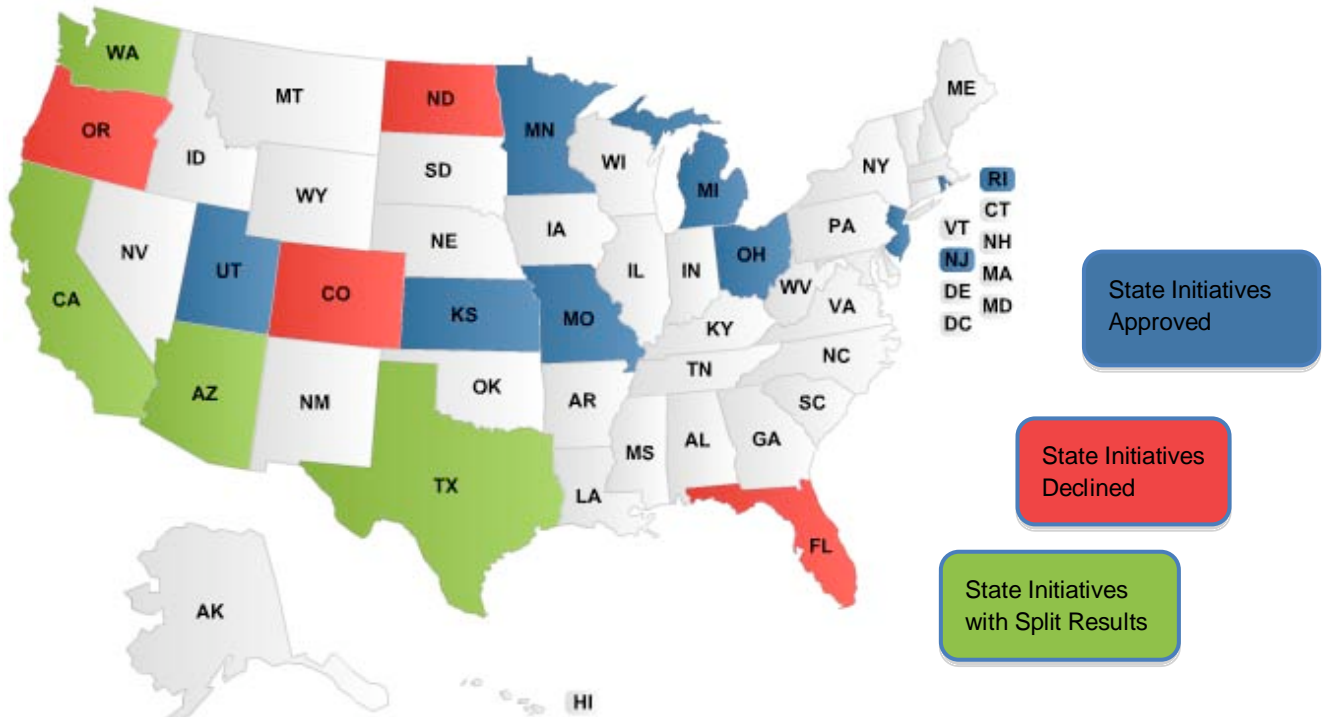 WA
MT
ND
MN
ME
OR
ID
SD
WI
NY
WY
MI
RI
CT
VT
NH
NJ
MA
DE
MD
DC
PA
IA
NE
NV
UT
CO
IL
IN
OH
WV
VA
CA
KS
MO
KY
NC
TN
AZ
NM
OK
AR
SC
MS
AL
GA
TX
LA
FL
AK
HI
State Initiatives
Approved
State Initiatives
Declined
State Initiatives
with Split Results